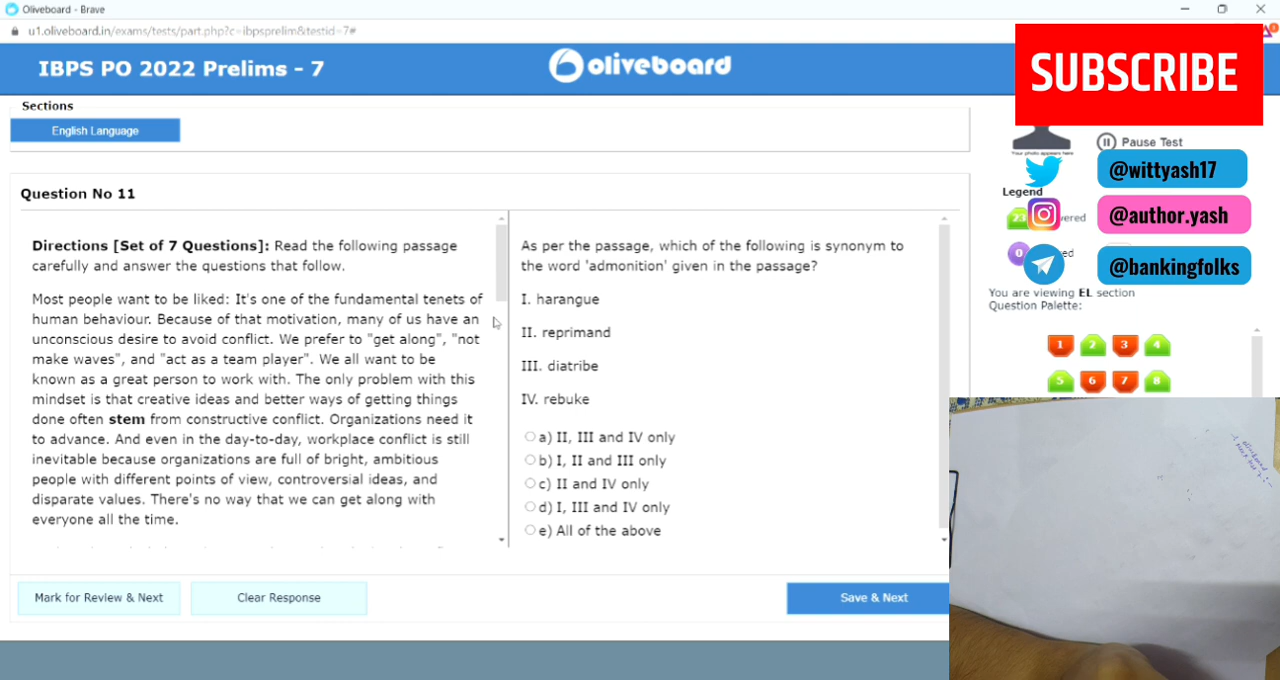 Oliveboard - Brave
u1.oliveboard.in/exams/tests/part.php?c=ibpsprelim&testid=7#
IBPS PO 2022 Prelims - 7
oliveboard
SUBSCRIBE
Sections
English Language
Your photo appears here
Pause Test
@wittyash17
Legend
23
@author.yash
0
@bankingfolks
You are viewing EL section
Question Palette:
1 2 3 4
5 6 7 8
Question No 11
Directions [Set of 7 Questions]: Read the following passage
carefully and answer the questions that follow.
Most people want to be liked: It's one of the fundamental tenets of
human behaviour. Because of that motivation, many of us have an
unconscious desire to avoid conflict. We prefer to "get along", "not
make waves", and "act as a team player". We all want to be
known as a great person to work with. The only problem with this
mindset is that creative ideas and better ways of getting things
done often stem from constructive conflict. Organizations need it
to advance. And even in the day-to-day, workplace conflict is still
inevitable because organizations are full of bright, ambitious
people with different points of view, controversial ideas, and
disparate values. There's no way that we can get along with
everyone all the time.
As per the passage, which of the following is synonym to
the word 'admonition' given in the passage?
I. harangue
II. reprimand
III. diatribe
IV. rebuke
a) II, III and IV only
b) I, II and III only
c) II and IV only
d) I, III and IV only
e) All of the above
Mark for Review & Next
Clear Response
Save & Next